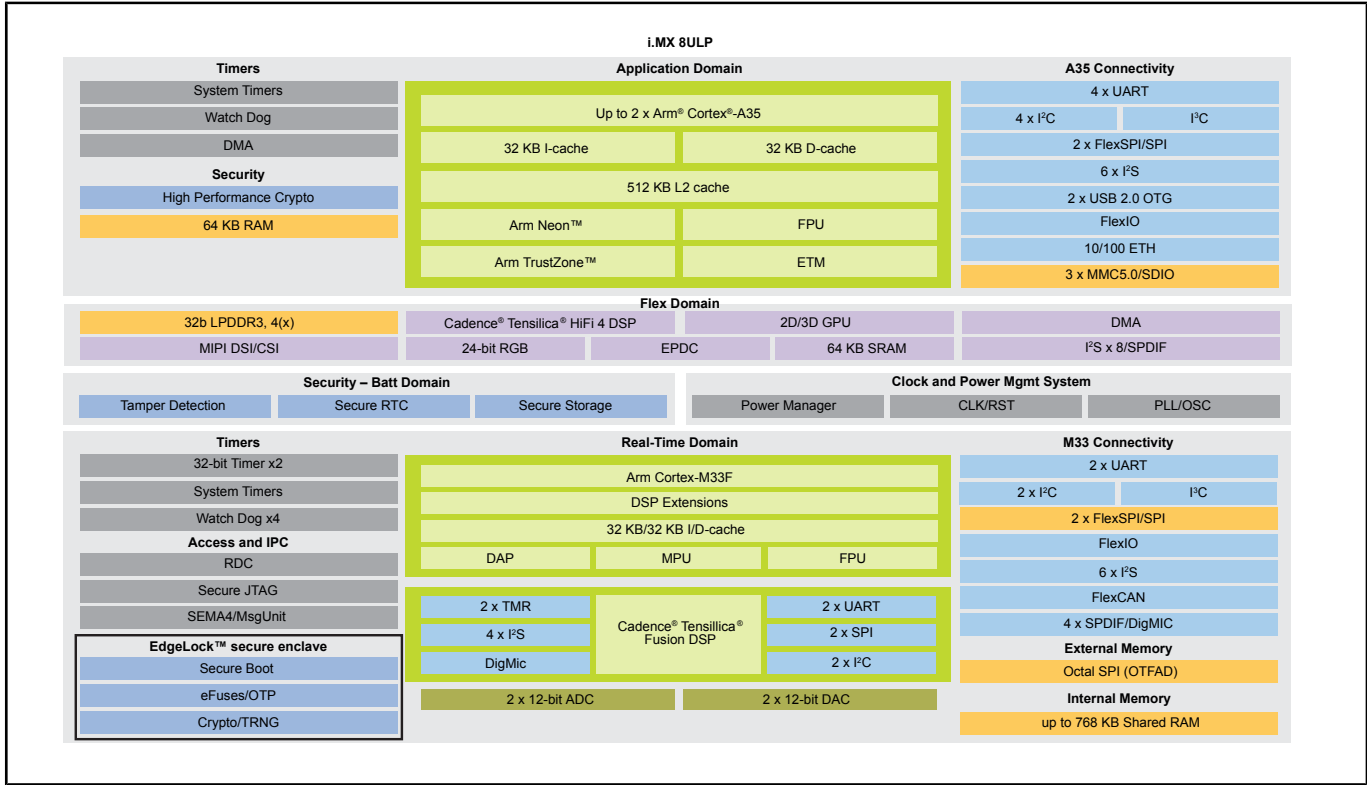 i.MX 8ULP
Timers
System Timers
Watch Dog
DMA
Security
High Performance Crypto
64 KB RAM
Application Domain
Up to 2 x Arm® Cortex®-A35
32 KB I-cache
32 KB D-cache
512 KB L2 cache
Arm Neon™
FPU
Arm TrustZone™
ETM
A35 Connectivity
4 x UART
4 x I²C
I³C
2 x FlexSPI/SPI
6 x I²S
2 x USB 2.0 OTG
FlexIO
10/100 ETH
3 x MMC5.0/SDIO
Flex Domain
32b LPDDR3, 4(x)
Cadence® Tensilica® HiFi 4 DSP
2D/3D GPU
DMA
MIPI DSI/CSI
24-bit RGB
EPDC
64 KB SRAM
I²S x 8/SPDIF
Security – Batt Domain
Tamper Detection
Secure RTC
Secure Storage
Clock and Power Mgmt System
Power Manager
CLK/RST
PLL/OSC
Timers
32-bit Timer x2
System Timers
Watch Dog x4
Access and IPC
RDC
Secure JTAG
SEMA4/MsgUnit
EdgeLock™ secure enclave
Secure Boot
eFuses/OTP
Crypto/TRNG
Real-Time Domain
Arm Cortex-M33F
DSP Extensions
32 KB/32 KB I/D-cache
DAP
MPU
FPU
2 x TMR
4 x I²S
DigMic
Cadence® Tensillica®
Fusion DSP
2 x UART
2 x SPI
2 x I²C
2 x 12-bit ADC
2 x 12-bit DAC
M33 Connectivity
2 x UART
2 x I²C
I³C
2 x FlexSPI/SPI
FlexIO
6 x I²S
FlexCAN
4 x SPDIF/DigMIC
External Memory
Octal SPI (OTFAD)
Internal Memory
up to 768 KB Shared RAM